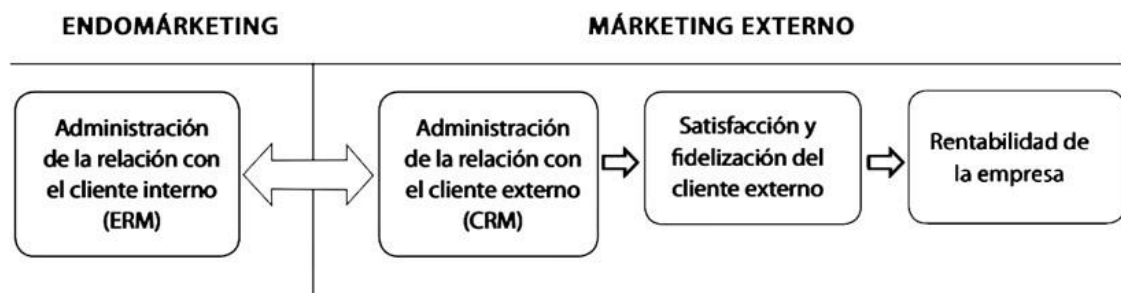 ENDOMÁRKETING
MÁRKETING EXTERNO
Administración
de la relación con
el cliente interno
(ERM)
Administración
de la relación con
el cliente externo
(CRM)
Satisfacción y
fidelización del
cliente externo
Rentabilidad de
la empresa